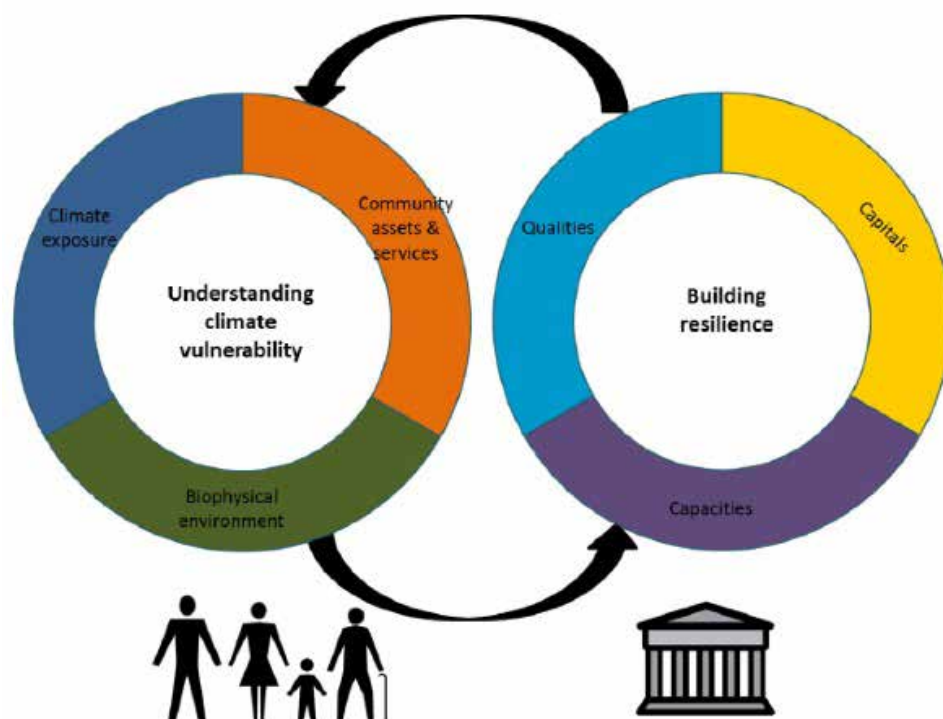 Climate
exposure
Community
assets &
services
Understanding
climate
vulnerability
Biophysical
environment
Qualities
Capitals
Building
resilience
Capacities